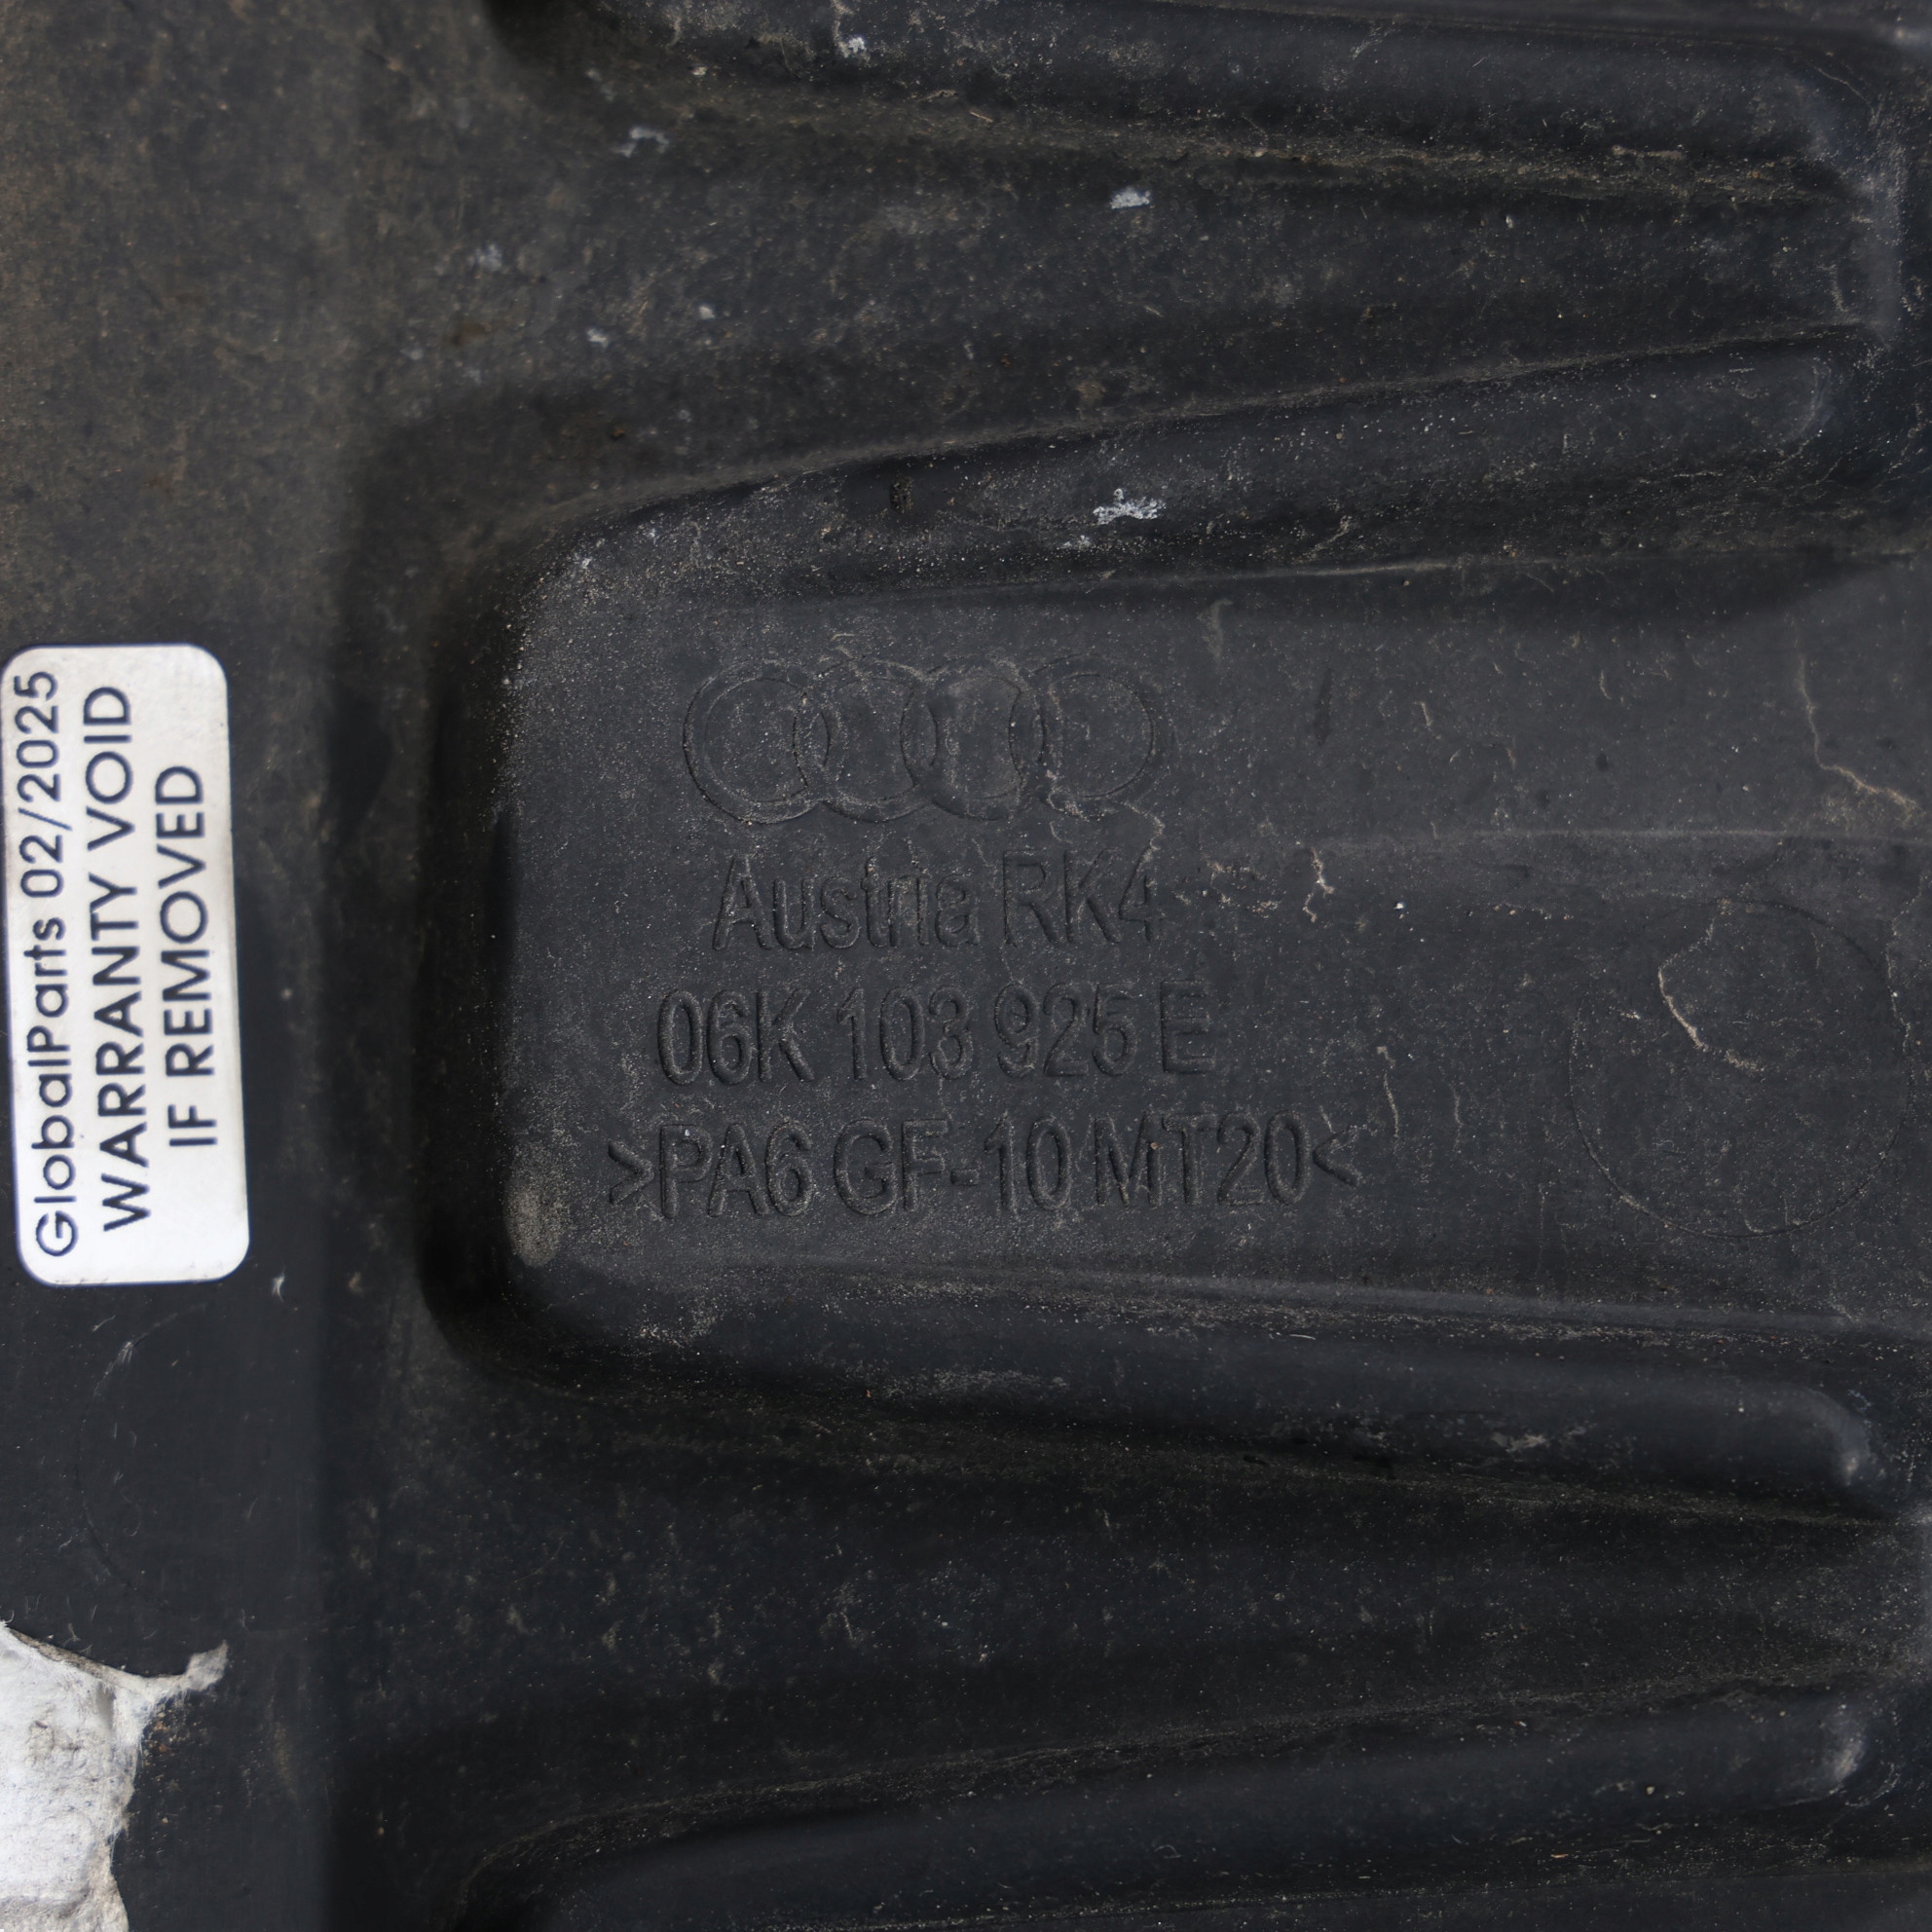 GlobalParts 02/2025
WARRANTY VOID
IF REMOVED
Austria RK4
06K 103 925 E
>PA6 GF-10 MT20<